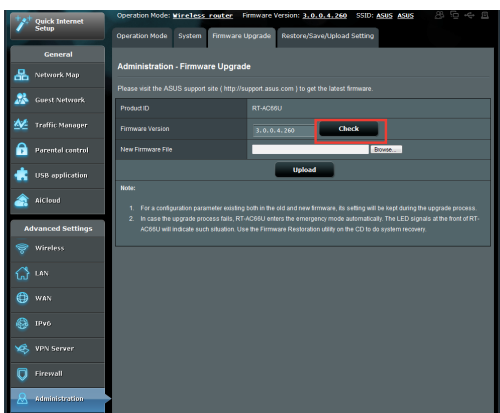 Quick Internet
Setup
Operation Mode: Wireless router Firmware Version: 3.0.0.4.260 SSID: ASUS ASUS
Operation Mode System Firmware Upgrade Restore/Save/Upload Setting
General
Network Map
Guest Network
Traffic Manager
Parental control
USB application
AiCloud
Advanced Settings
Wireless
LAN
WAN
IPv6
VPN Server
Firewall
Administration
Administration - Firmware Upgrade
Please visit the ASUS support site ( http://support.asus.com ) to get the latest firmware.
Product ID RT-AC66U
Firmware Version 3.0.0.4.260 Check
New Firmware File Browse...
Upload
Note:
1. For a configuration parameter existing both in the old and new firmware, its setting will be kept during the upgrade process.
2. In case the upgrade process fails, RT-AC66U enters the emergency mode automatically. The LED signals at the front of RT-
AC66U will indicate such situation. Use the Firmware Restoration utility on the CD to do system recovery.